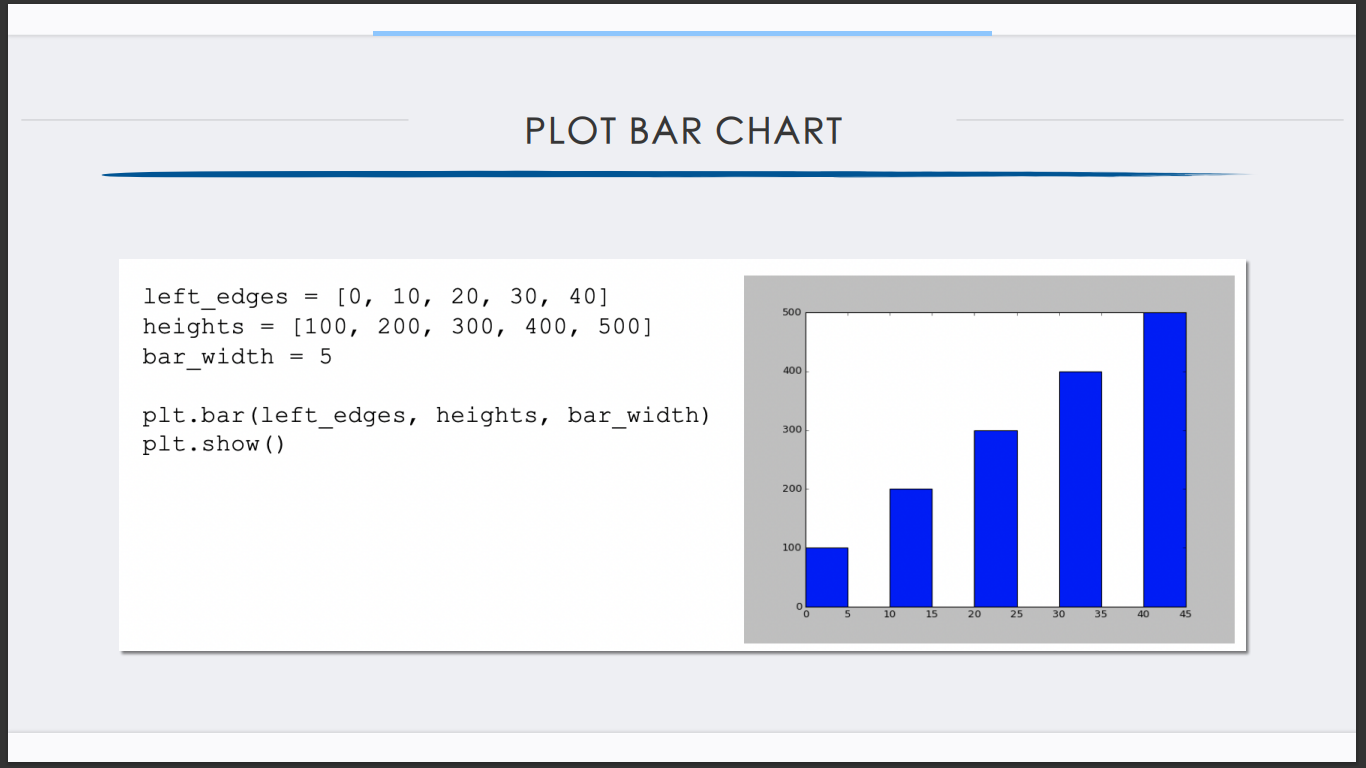 PLOT BAR CHART
left_edges = [0, 10, 20, 30, 40]
heights = [100, 200, 300, 400, 500]
bar_width = 5
plt.bar(left_edges, heights, bar_width)
plt.show()
500
400
300
200
100
0
0 5 10 15 20 25 30 35 40 45